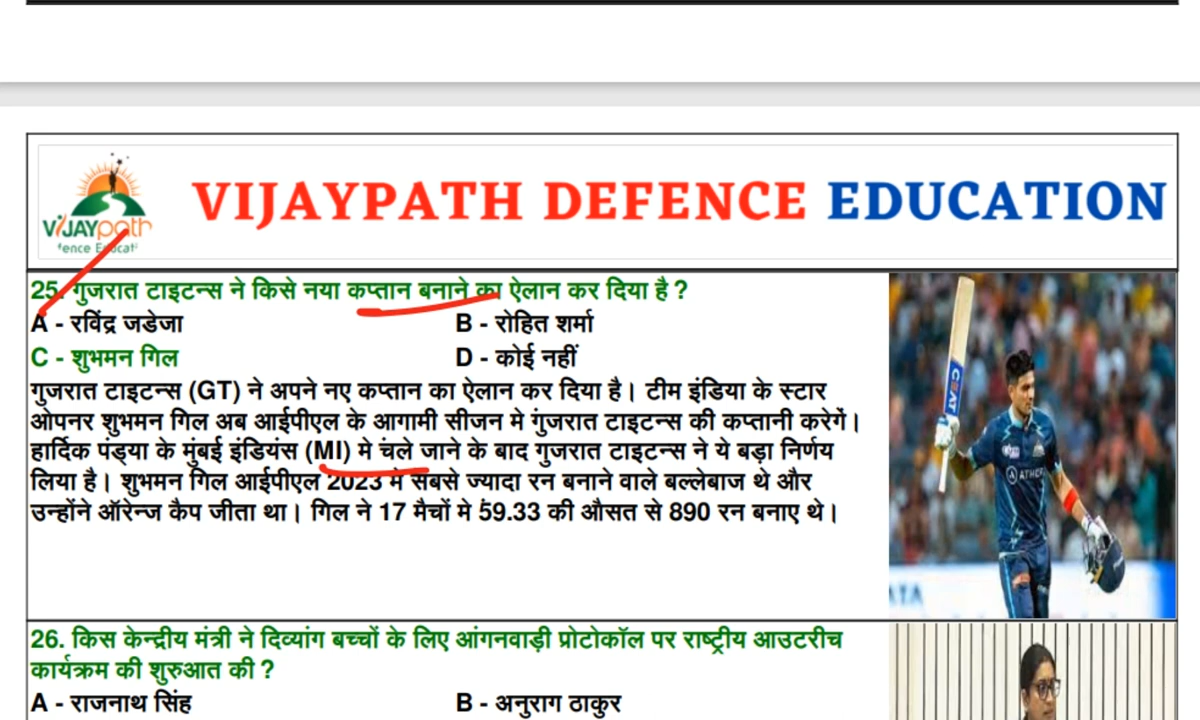 VIJAYPATH DEFENCE EDUCATION
VIJAYpath
25. गुजरात टाइटन्स ने किसे नया कप्तान बनाने का ऐलान कर दिया है ?
A - रविंद्र जडेजा
B - रोहित शर्मा
C - शुभमन गिल
D - कोई नहीं
गुजरात टाइटन्स (GT) ने अपने नए कप्तान का ऐलान कर दिया है। टीम इंडिया के स्टार
ओपनर शुभमन गिल अब आईपीएल के आगामी सीजन मे गुंजरात टाइटन्स की कप्तानी करेगें।
हार्दिक पंड्या के मुंबई इंडियंस (MI) मे चंले जाने के बाद गुजरात टाइटन्स ने ये बड़ा निर्णय
लिया है। शुभमन गिल आईपीएल 2023 मे सबसे ज्यादा रन बनाने वाले बल्लेबाज थे और
उन्होंने ऑरेन्ज कैप जीता था। गिल ने 17 मैचों मे 59.33 की औसत से 890 रन बनाए थे।
CEAT
ATHER
26. किस केन्द्रीय मंत्री ने दिव्यांग बच्चों के लिए आंगनवाड़ी प्रोटोकॉल पर राष्ट्रीय आउटरीच
कार्यक्रम की शुरुआत की ?
A - राजनाथ सिंह
B - अनुराग ठाकुर